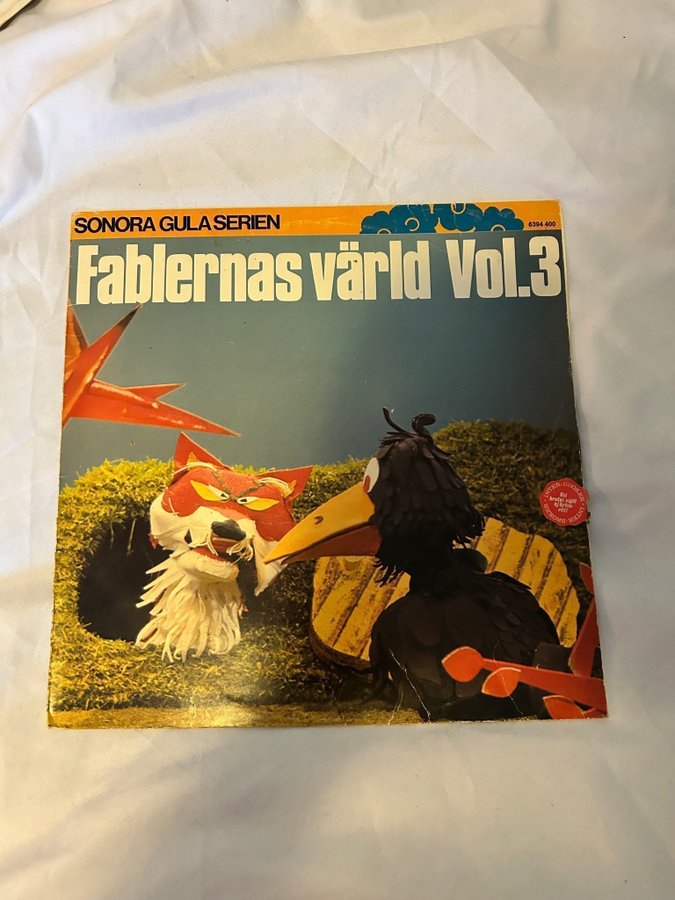 SONORA GULA SERIEN
6394 400
Fablernas värld Vol.3